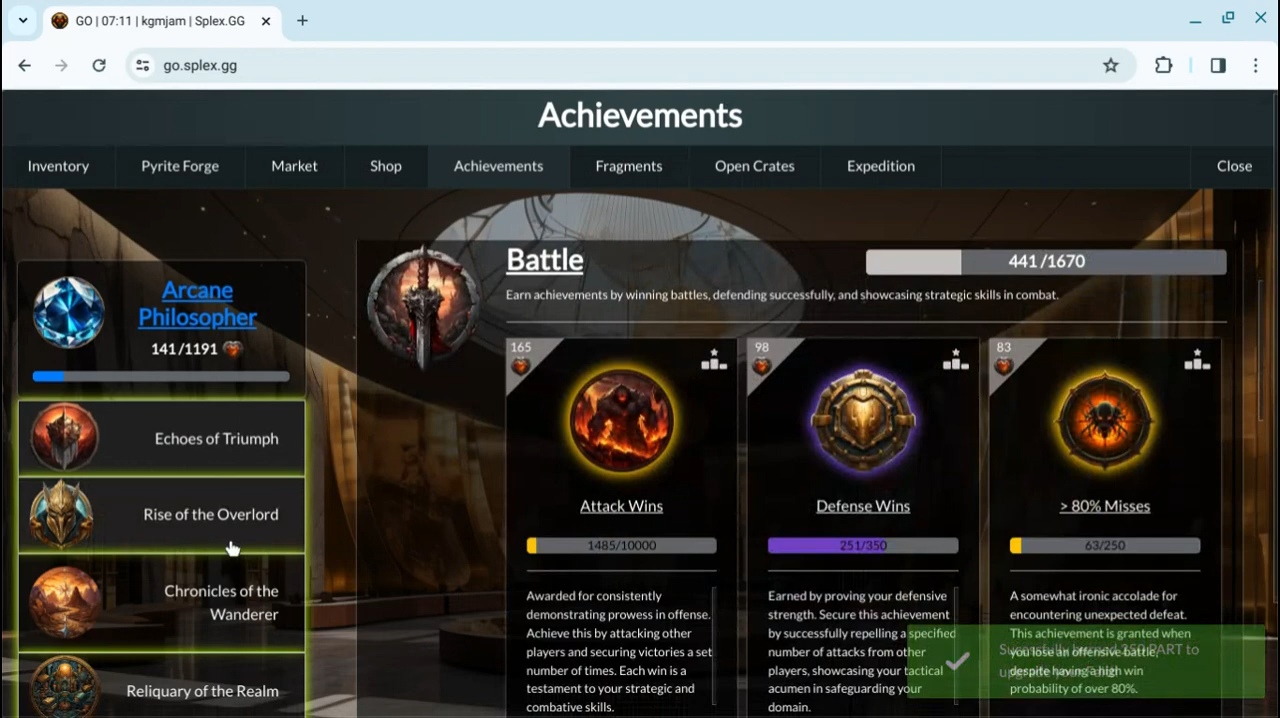 GO | 07:11 | kgmjam | Splex.GG
go.splex.gg
Achievements
Inventory
Pyrite Forge
Market
Shop
Achievements
Fragments
Open Crates
Expedition
Close
Arcane
Philosopher
141/1191
Echoes of Triumph
Rise of the Overlord
Chronicles of the
Wanderer
Reliquary of the Realm
Battle
441/1670
Earn achievements by winning battles, defending successfully, and showcasing strategic skills in combat.
165
Attack Wins
1485/10000
Awarded for consistently
demonstrating prowess in offense.
Achieve this by attacking other
players and securing victories a set
number of times. Each win is a
testament to your strategic and
combative skills.
98
Defense Wins
251/350
Earned by proving your defensive
strength. Secure this achievement
by successfully repelling a specified
number of attacks from other
players, showcasing your tactical
acumen in safeguarding your
domain.
83
> 80% Misses
63/250
A somewhat ironic accolade for
encountering unexpected defeat.
This achievement is granted when
you lose an offensive battle,
despite having a high win
probability of over 80%.
PART to